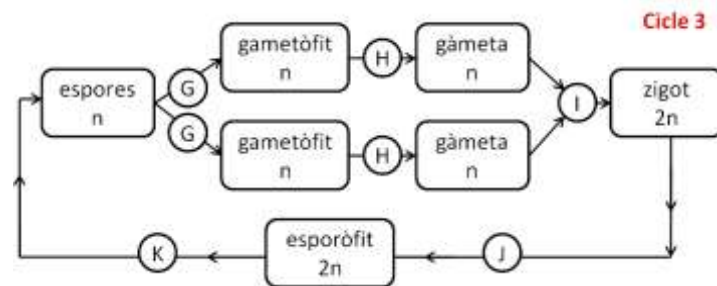 Cicle 3
espores
n
G
gametòfit
n
H
gàmeta
n
G
gametòfit
n
H
gàmeta
n
I
zigot
2n
J
esporòfit
2n
K